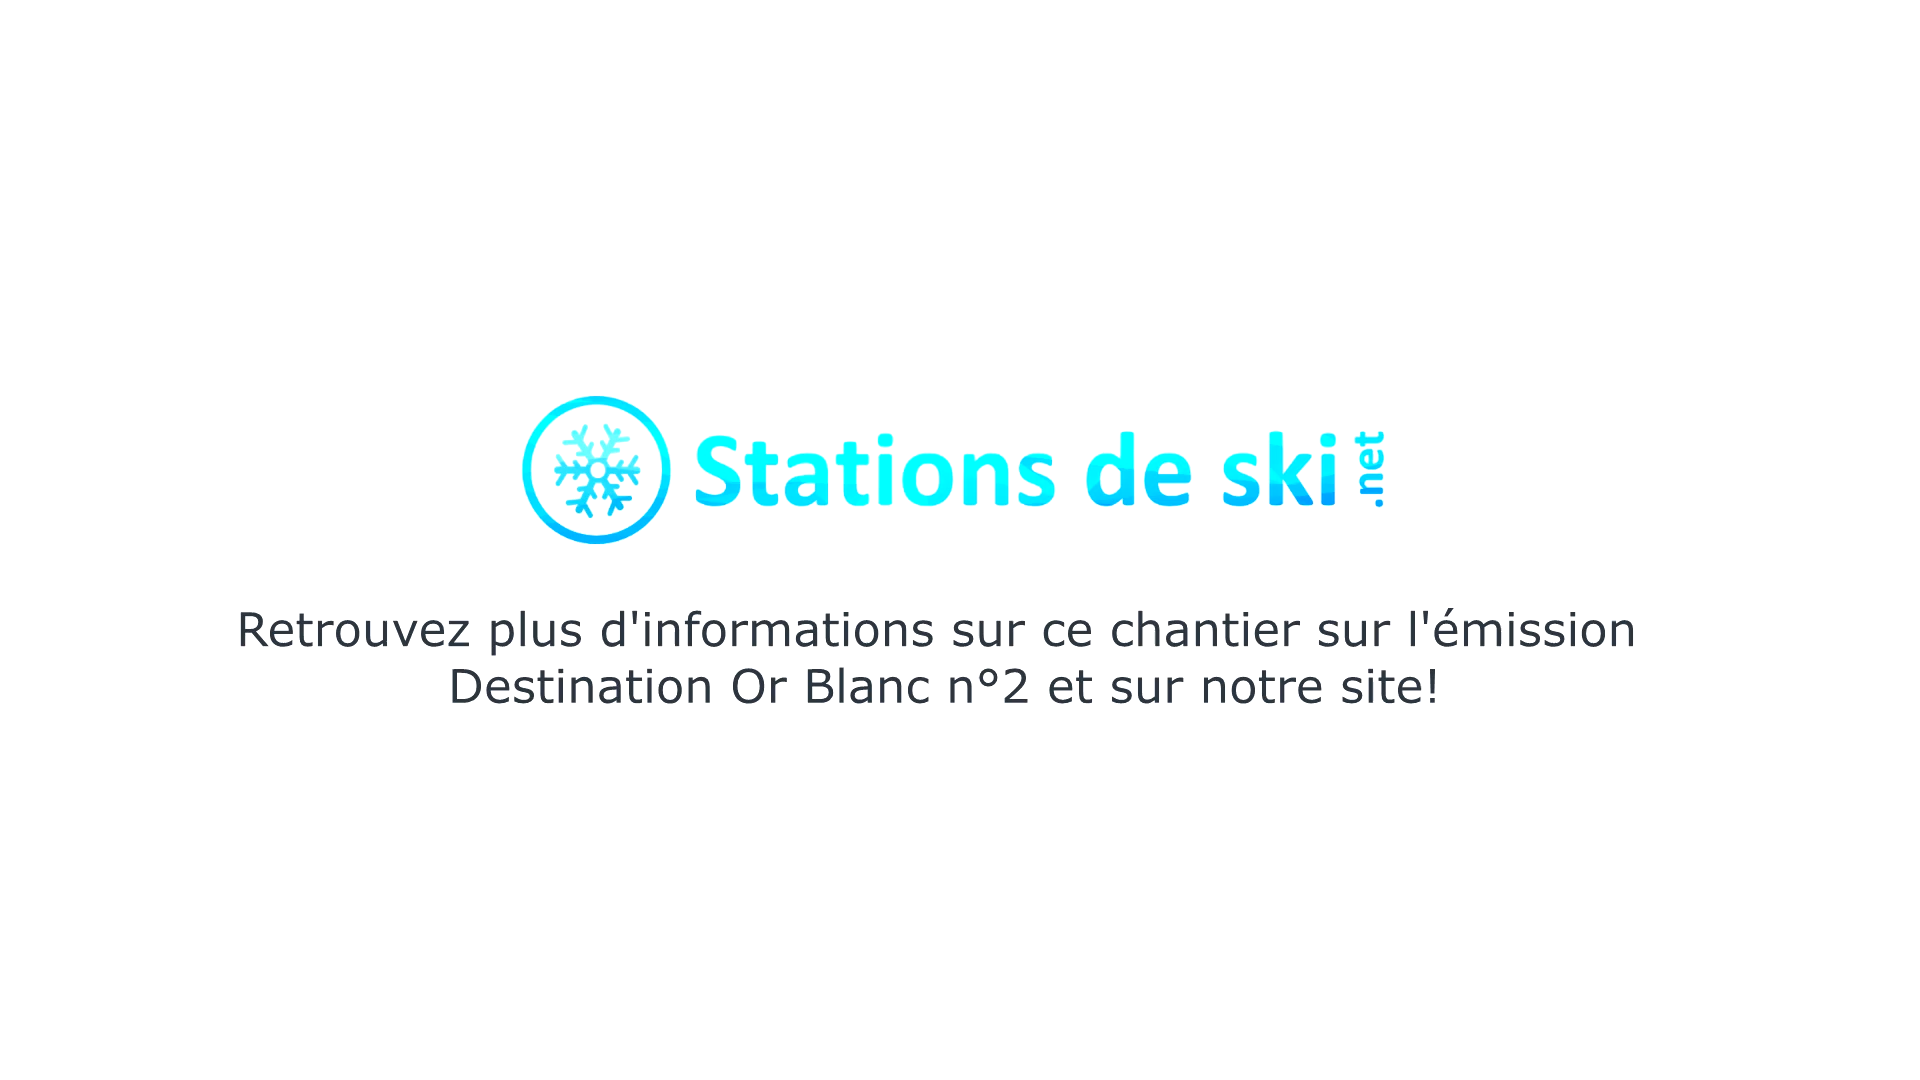 Stations de ski .net
Retrouvez plus d'informations sur ce chantier sur l'émission
Destination Or Blanc n°2 et sur notre site!